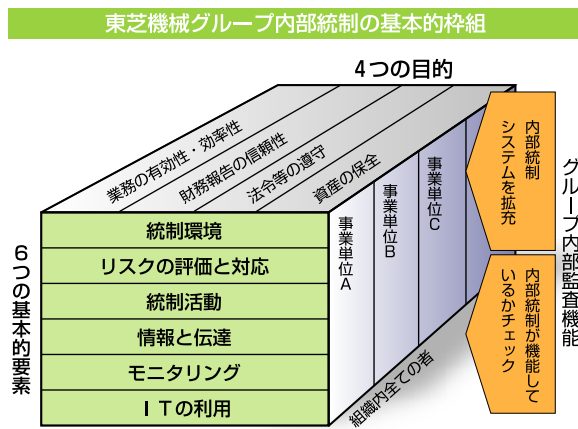 東芝機械グループ内部統制の基本的枠組
4つの目的
業務の有効性・効率性
財務報告の信頼性
法令等の遵守
資産の保全
6つの基本的要素
統制環境
リスクの評価と対応
統制活動
情報と伝達
モニタリング
ITの利用
事業単位A
事業単位B
事業単位C
組織内全ての者
内部統制
システムを拡充
内部統制が機能して
いるかチェック
グループ内部監査機能